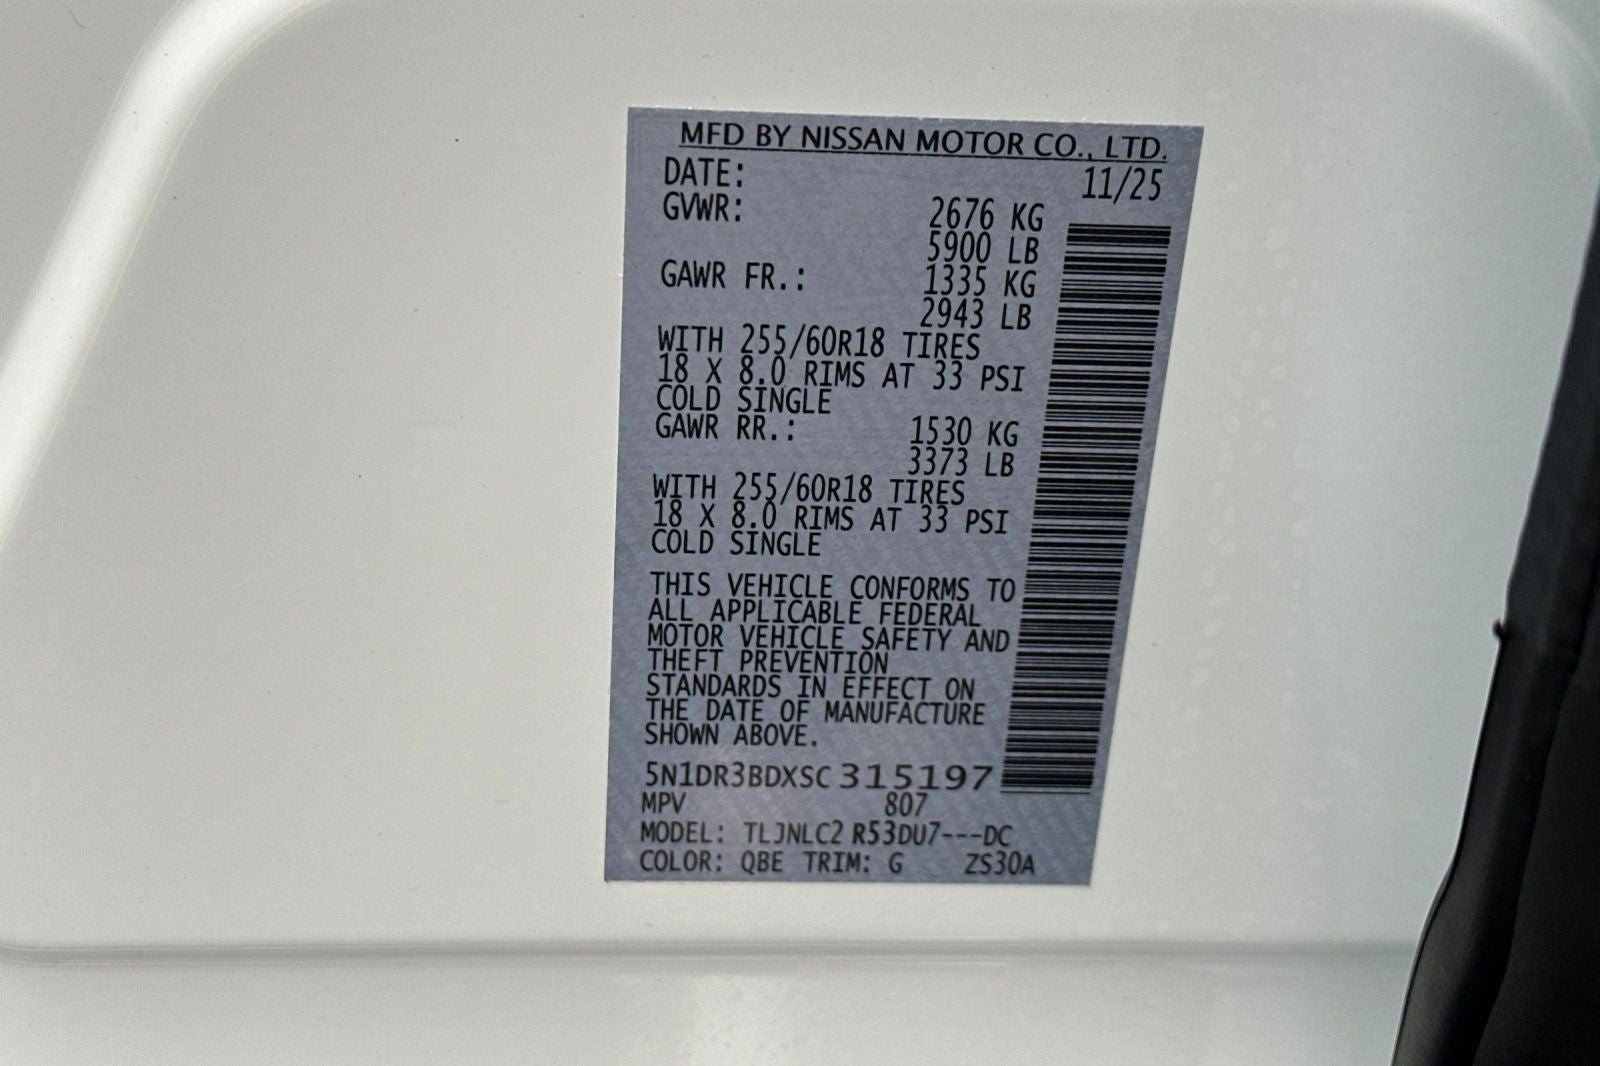 MFD BY NISSAN MOTOR CO., LTD.
DATE: 11/25
GVWR: 2676 KG
5900 LB
GAWR FR.: 1335 KG
2943 LB
WITH 255/60R18 TIRES
18 X 8.0 RIMS AT 33 PSI
COLD SINGLE
GAWR RR.: 1530 KG
3373 LB
WITH 255/60R18 TIRES
18 X 8.0 RIMS AT 33 PSI
COLD SINGLE
THIS VEHICLE CONFORMS TO
ALL APPLICABLE FEDERAL
MOTOR VEHICLE SAFETY AND
THEFT PREVENTION
STANDARDS IN EFFECT ON
THE DATE OF MANUFACTURE
SHOWN ABOVE.
5N1DR3BDXSC315197
MPV 807
MODEL: TLJNLC2 R53DU7---DC
COLOR: QBE TRIM: G ZS30A